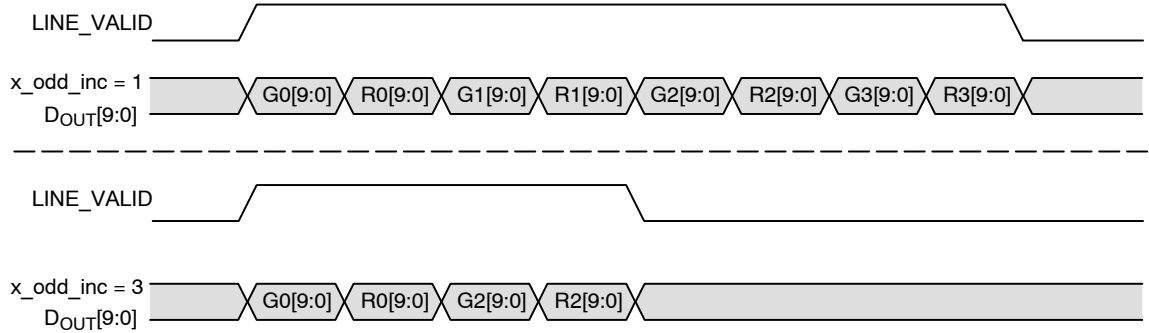 LINE_VALID
x_odd_inc = 1
D_OUT[9:0]
G0[9:0] R0[9:0] G1[9:0] R1[9:0] G2[9:0] R2[9:0] G3[9:0] R3[9:0]
LINE_VALID
x_odd_inc = 3
D_OUT[9:0]
G0[9:0] R0[9:0] G2[9:0] R2[9:0]